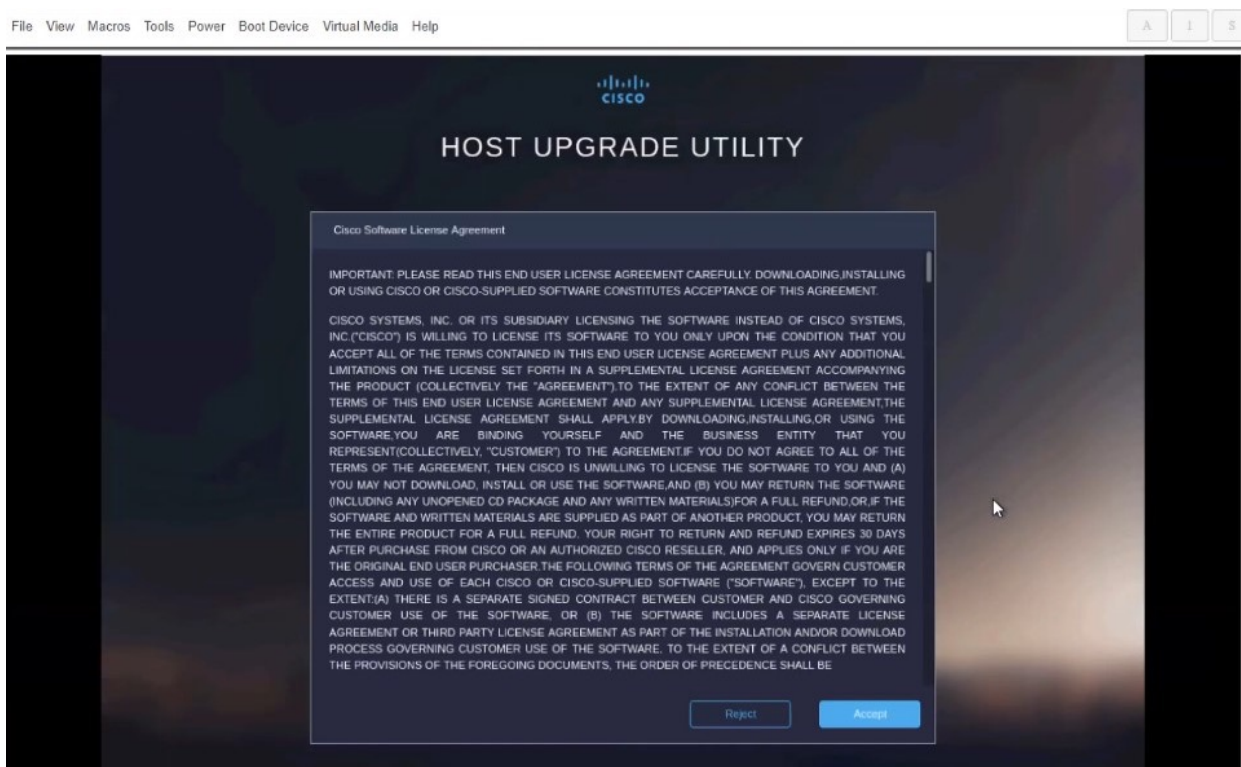 File View Macros Tools Power Boot Device Virtual Media Help
A I S
CISCO
HOST UPGRADE UTILITY
Cisco Software License Agreement
IMPORTANT: PLEASE READ THIS END USER LICENSE AGREEMENT CAREFULLY. DOWNLOADING,INSTALLING
OR USING CISCO OR CISCO-SUPPLIED SOFTWARE CONSTITUTES ACCEPTANCE OF THIS AGREEMENT.
CISCO SYSTEMS, INC. OR ITS SUBSIDIARY LICENSING THE SOFTWARE INSTEAD OF CISCO SYSTEMS,
INC.("CISCO") IS WILLING TO LICENSE ITS SOFTWARE TO YOU ONLY UPON THE CONDITION THAT YOU
ACCEPT ALL OF THE TERMS CONTAINED IN THIS END USER LICENSE AGREEMENT PLUS ANY ADDITIONAL
LIMITATIONS ON THE LICENSE SET FORTH IN A SUPPLEMENTAL LICENSE AGREEMENT ACCOMPANYING
THE PRODUCT (COLLECTIVELY THE "AGREEMENT").TO THE EXTENT OF ANY CONFLICT BETWEEN THE
TERMS OF THIS END USER LICENSE AGREEMENT AND ANY SUPPLEMENTAL LICENSE AGREEMENT,THE
SUPPLEMENTAL LICENSE AGREEMENT SHALL APPLY.BY DOWNLOADING,INSTALLING,OR USING THE
SOFTWARE,YOU ARE BINDING YOURSELF AND THE BUSINESS ENTITY THAT YOU
REPRESENT(COLLECTIVELY, "CUSTOMER") TO THE AGREEMENT.IF YOU DO NOT AGREE TO ALL OF THE
TERMS OF THE AGREEMENT, THEN CISCO IS UNWILLING TO LICENSE THE SOFTWARE TO YOU AND (A)
YOU MAY NOT DOWNLOAD, INSTALL OR USE THE SOFTWARE,AND (B) YOU MAY RETURN THE SOFTWARE
(INCLUDING ANY UNOPENED CD PACKAGE AND ANY WRITTEN MATERIALS)FOR A FULL REFUND,OR,IF THE
SOFTWARE AND WRITTEN MATERIALS ARE SUPPLIED AS PART OF ANOTHER PRODUCT, YOU MAY RETURN
THE ENTIRE PRODUCT FOR A FULL REFUND. YOUR RIGHT TO RETURN AND REFUND EXPIRES 30 DAYS
AFTER PURCHASE FROM CISCO OR AN AUTHORIZED CISCO RESELLER, AND APPLIES ONLY IF YOU ARE
THE ORIGINAL END USER PURCHASER.THE FOLLOWING TERMS OF THE AGREEMENT GOVERN CUSTOMER
ACCESS AND USE OF EACH CISCO OR CISCO-SUPPLIED SOFTWARE ("SOFTWARE"), EXCEPT TO THE
EXTENT:(A) THERE IS A SEPARATE SIGNED CONTRACT BETWEEN CUSTOMER AND CISCO GOVERNING
CUSTOMER USE OF THE SOFTWARE, OR (B) THE SOFTWARE INCLUDES A SEPARATE LICENSE
AGREEMENT OR THIRD PARTY LICENSE AGREEMENT AS PART OF THE INSTALLATION AND/OR DOWNLOAD
PROCESS GOVERNING CUSTOMER USE OF THE SOFTWARE. TO THE EXTENT OF A CONFLICT BETWEEN
THE PROVISIONS OF THE FOREGOING DOCUMENTS, THE ORDER OF PRECEDENCE SHALL BE
Reject Accept